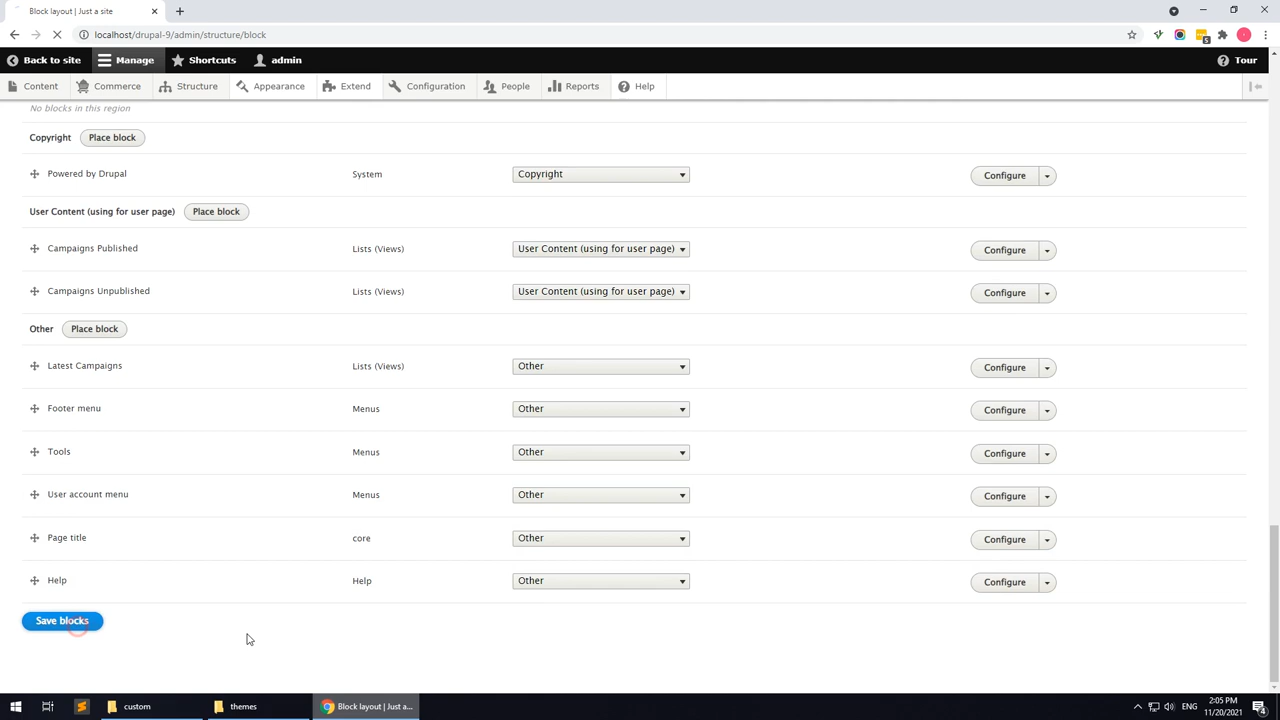 Block layout | Just a site
localhost/drupal-9/admin/structure/block
5
Back to site Manage Shortcuts admin Tour
Content Commerce Structure Appearance Extend Configuration People Reports Help
No blocks in this region
Copyright Place block
Powered by Drupal System Copyright Configure
User Content (using for user page) Place block
Campaigns Published Lists (Views) User Content (using for user page) Configure
Campaigns Unpublished Lists (Views) User Content (using for user page) Configure
Other Place block
Latest Campaigns Lists (Views) Other Configure
Footer menu Menus Other Configure
Tools Menus Other Configure
User account menu Menus Other Configure
Page title core Other Configure
Help Help Other Configure
Save blocks
custom themes Block layout | Just a... ENG 2:05 PM
11/20/2021 4